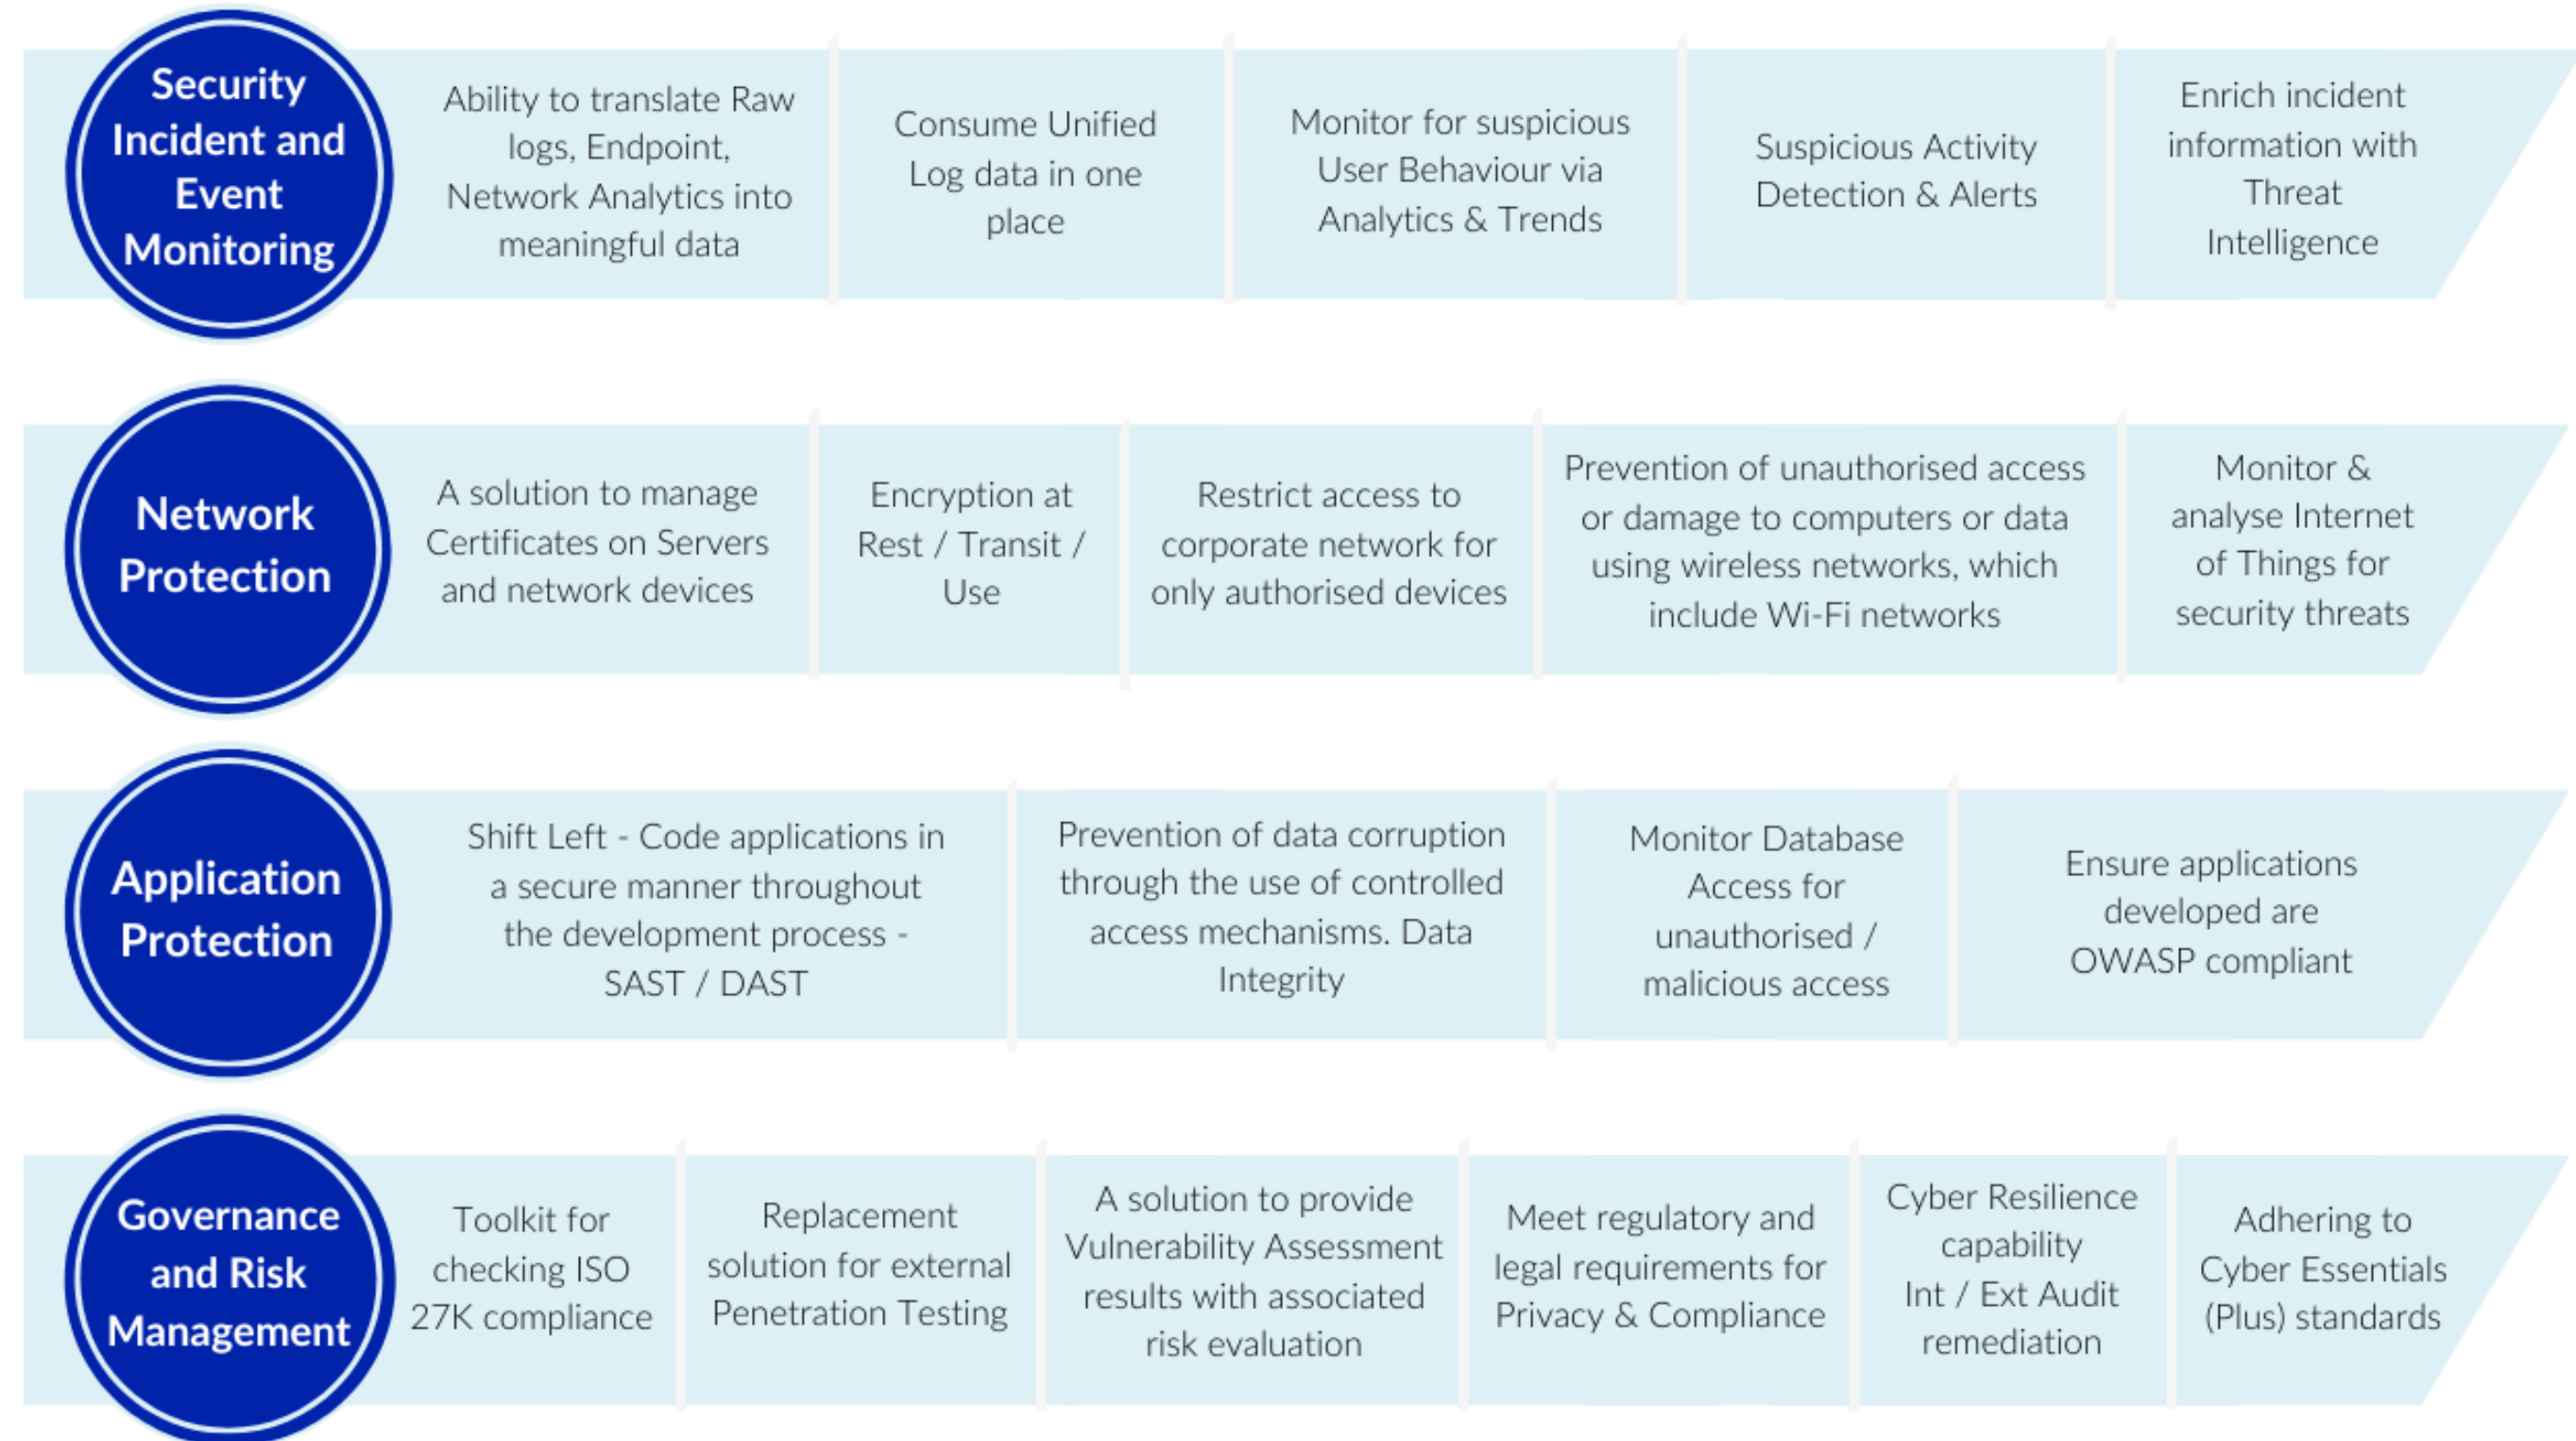 Security
Incident and
Event
Monitoring
Ability to translate Raw
logs, Endpoint,
Network Analytics into
meaningful data
Consume Unified
Log data in one
place
Monitor for suspicious
User Behaviour via
Analytics & Trends
Suspicious Activity
Detection & Alerts
Enrich incident
information with
Threat
Intelligence
Network
Protection
A solution to manage
Certificates on Servers
and network devices
Encryption at
Rest / Transit /
Use
Restrict access to
corporate network for
only authorised devices
Prevention of unauthorised access
or damage to computers or data
using wireless networks, which
include Wi-Fi networks
Monitor &
analyse Internet
of Things for
security threats
Application
Protection
Shift Left - Code applications in
a secure manner throughout
the development process -
SAST / DAST
Prevention of data corruption
through the use of controlled
access mechanisms. Data
Integrity
Monitor Database
Access for
unauthorised /
malicious access
Ensure applications
developed are
OWASP compliant
Governance
and Risk
Management
Toolkit for
checking ISO
27K compliance
Replacement
solution for external
Penetration Testing
A solution to provide
Vulnerability Assessment
results with associated
risk evaluation
Meet regulatory and
legal requirements for
Privacy & Compliance
Cyber Resilience
capability
Int / Ext Audit
remediation
Adhering to
Cyber Essentials
(Plus) standards